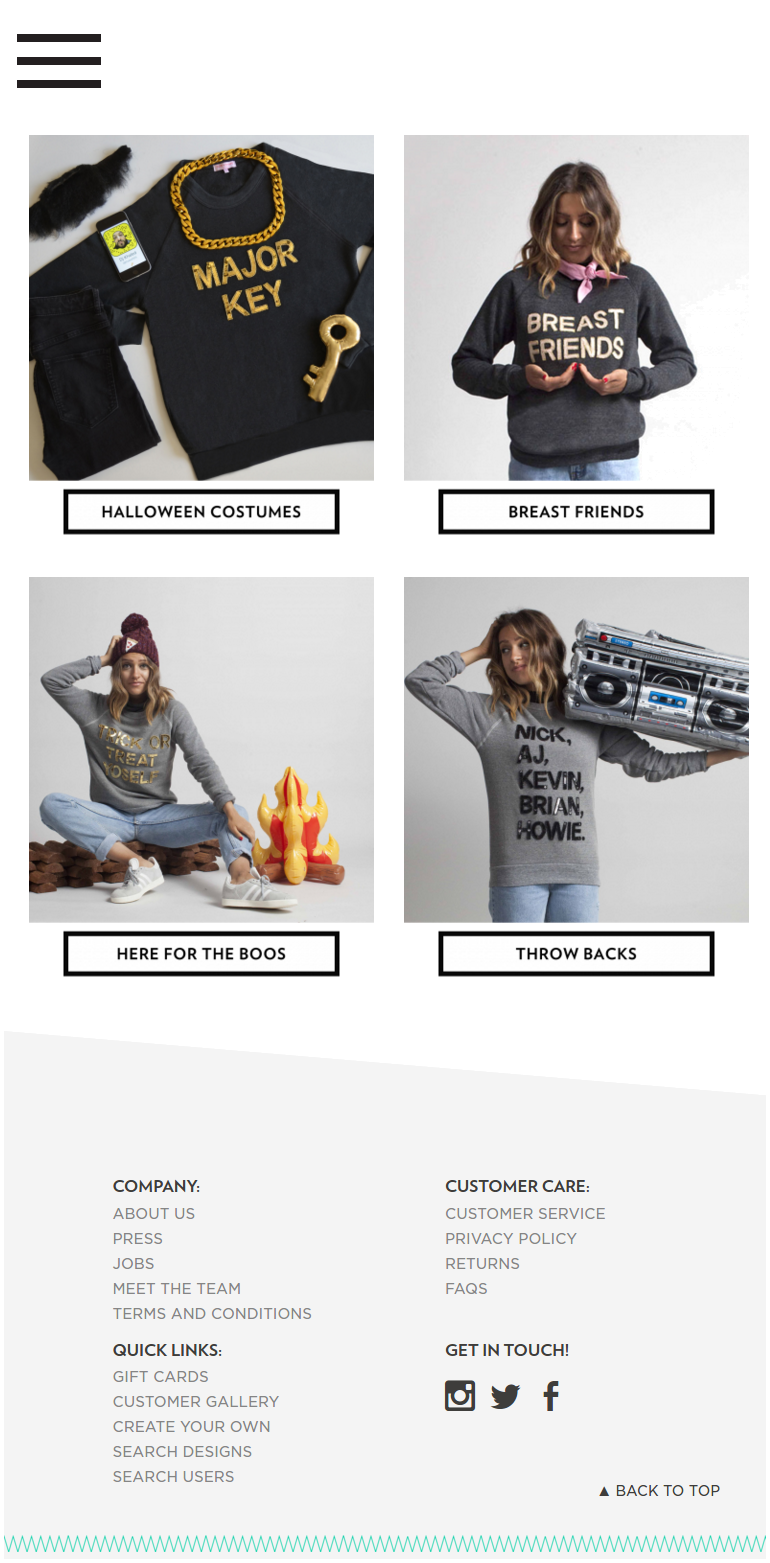 MAJOR
KEY
HALLOWEEN COSTUMES
BREAST
FRIENDS
BREAST FRIENDS
TRICK OR
TREAT
YOSELF
HERE FOR THE BOOS
NICK,
AJ,
KEVIN,
BRIAN,
HOWIE.
THROW BACKS
COMPANY:
ABOUT US
PRESS
JOBS
MEET THE TEAM
TERMS AND CONDITIONS
CUSTOMER CARE:
CUSTOMER SERVICE
PRIVACY POLICY
RETURNS
FAQS
QUICK LINKS:
GIFT CARDS
CUSTOMER GALLERY
CREATE YOUR OWN
SEARCH DESIGNS
SEARCH USERS
GET IN TOUCH!
▲ BACK TO TOP